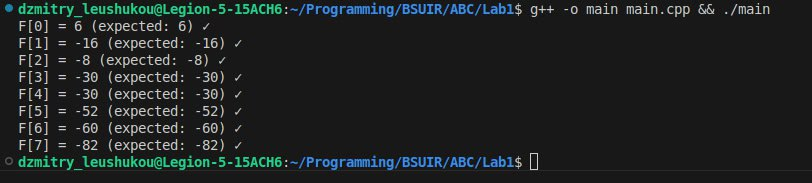 dzmitry_leushukou@Legion-5-15ACH6:~/Programming/BSUIR/ABC/Lab1$ g++ -o main main.cpp && ./main
F[0] = 6 (expected: 6) ✓
F[1] = -16 (expected: -16) ✓
F[2] = -8 (expected: -8) ✓
F[3] = -30 (expected: -30) ✓
F[4] = -30 (expected: -30) ✓
F[5] = -52 (expected: -52) ✓
F[6] = -60 (expected: -60) ✓
F[7] = -82 (expected: -82) ✓
dzmitry_leushukou@Legion-5-15ACH6:~/Programming/BSUIR/ABC/Lab1$